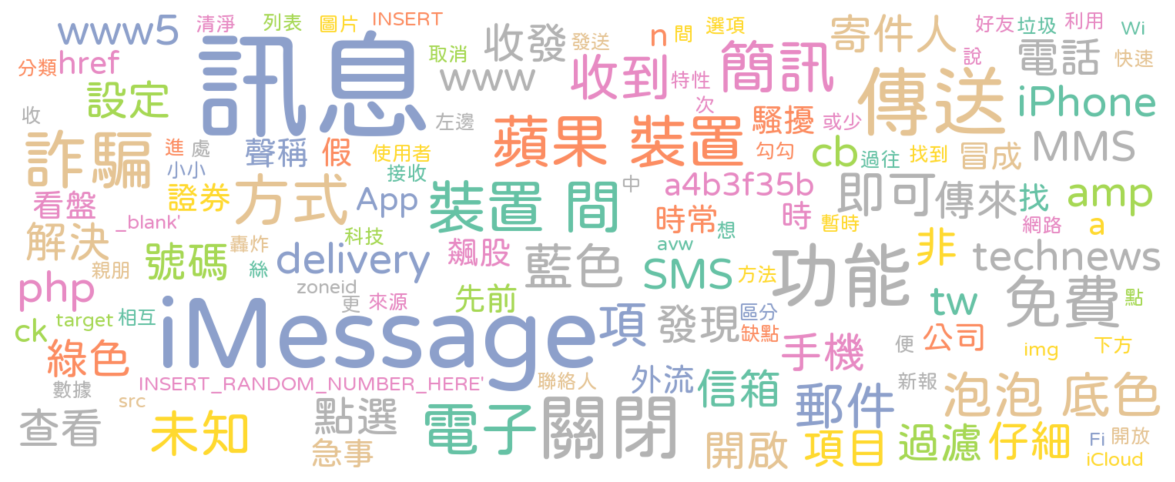 www5 清淨 列表 圖片 INSERT 收發 n 間 選項 寄件人 好友 垃圾 利用 Wi
分類 href 訊息 取消 發送 www 收到 特性 簡訊 傳送 說 電話 快速
收 設定 左邊 蘋果 裝置 次 騷擾 或少 iPhone
詐騙 進 處 聲稱 假 使用者 勾勾 cb 過往 找到 冒成 MMS
小小 接收
看盤 證券 方式 App 裝置 間 中 a4b3f35b 即可 傳來 找 amp
_blank' 時常 想 時 暫時 網路 a
解決 轟炸 科技 飆股 藍色 avw 非 technews
親朋 號碼 絲 delivery SMS 方法 功能
php zoneid 更 來源 先前 tw 免費 點
ck target 相互 iMessage 項 發現 區分 缺點 公司
綠色 手機 便 img 下方
數據 INSERT_RANDOM_NUMBER_HERE' 聯絡人 外流 信箱 新報 泡泡 底色
src 郵件
查看 未知 點選 電子 關閉 項目 過濾 仔細 Fi 開放
急事 開啟 iCloud